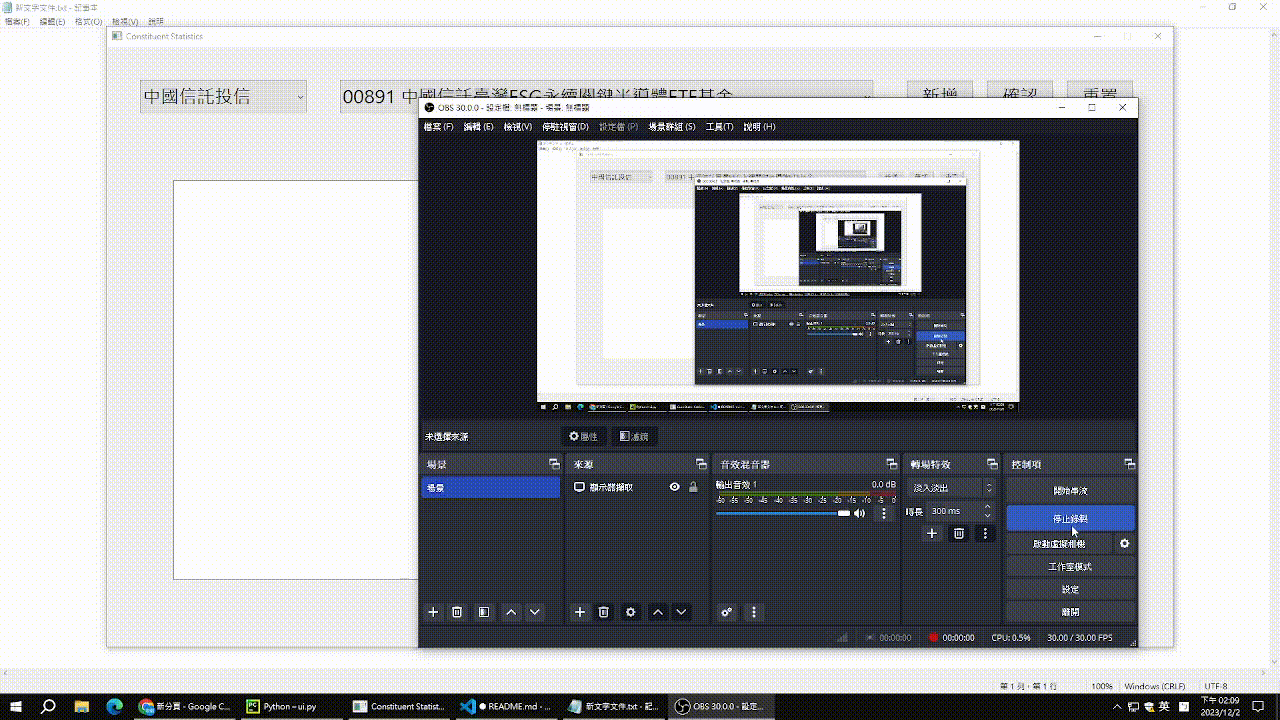 新文字文件.txt - 記事本
檔案(F) 編輯(E) 格式(O) 檢視(V) 說明
Constituent Statistics
中國信託投信
00891 中國信託臺灣ESG永續關鍵半導體ETF基金
新增 確認 重置
OBS 30.0.0 - 設定檔: 無標題 - 場景: 無標題
檔案 (F) 編輯 (E) 檢視(V) 停駐視窗(D) 設定檔 (P) 場景群組 (S) 工具(T) 說明 (H)
未選擇來源 屬性 濾鏡
場景 來源 音效混音器 轉場特效 控制項
場景
顯示器擷取
輸出音效 1 0.0 dB
-60 -55 -50 -45 -40 -35 -30 -25 -20 -15 -10 -5 0
淡入淡出
時長 300 ms
開始串流
停止錄製
啟動虛擬相機
工作室模式
設定
離開
00:00:00 00:00:00 CPU: 0.5% 30.00 / 30.00 FPS
第 1 列，第 1 行 100% Windows (CRLF) UTF-8
新分頁 - Google C...
Python – ui.py
Constituent Statist...
● README.md - ...
新文字文件.txt - 記...
OBS 30.0.0 - 設定...
英
下午 02:09
2023/12/2